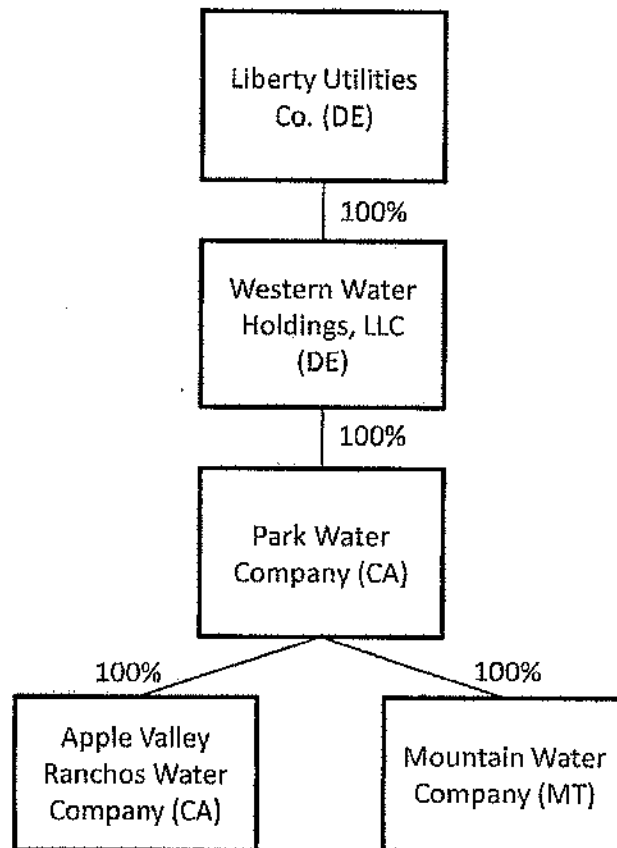 Liberty Utilities
Co. (DE)
100%
Western Water
Holdings, LLC
(DE)
100%
Park Water
Company (CA)
100%
100%
Apple Valley
Ranchos Water
Company (CA)
Mountain Water
Company (MT)